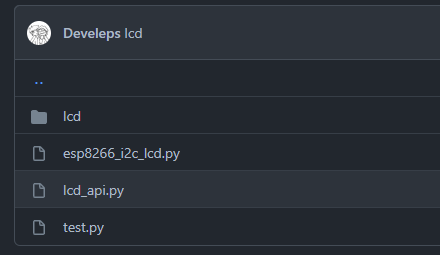 Develeps lcd
..
lcd
esp8266_i2c_lcd.py
lcd_api.py
test.py